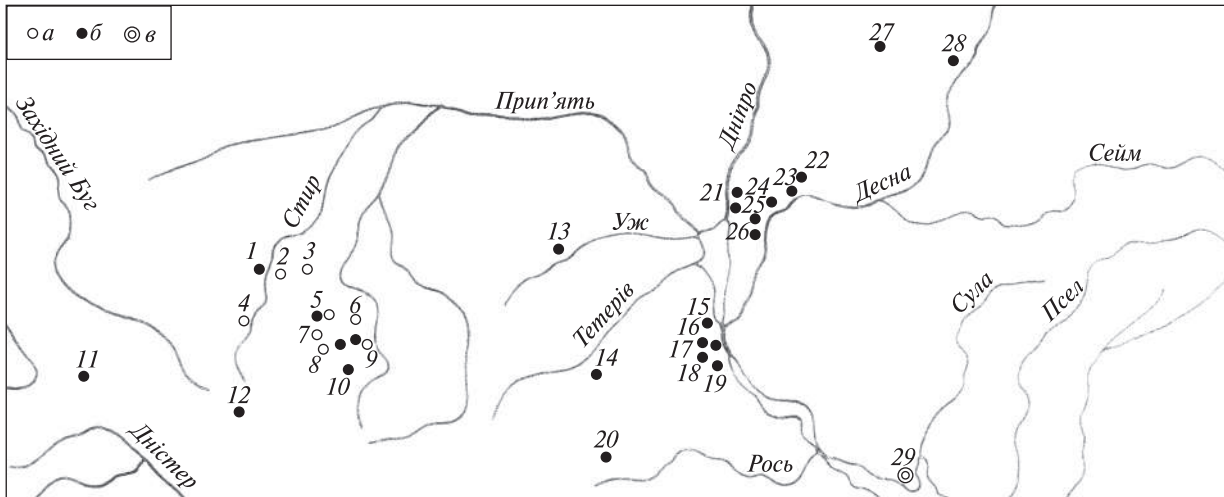 а б в
27
28
Західний Буг
Прип’ять
Дніпро
Сейм
22
23
24
21
25
Десна
26
Стир
Уж
13
1
2
3
Сула
Псел
4
5
6
15
Тетерів
16
7
17
8
9
14
18
19
11
10
12
Дністер
20
Рось
29